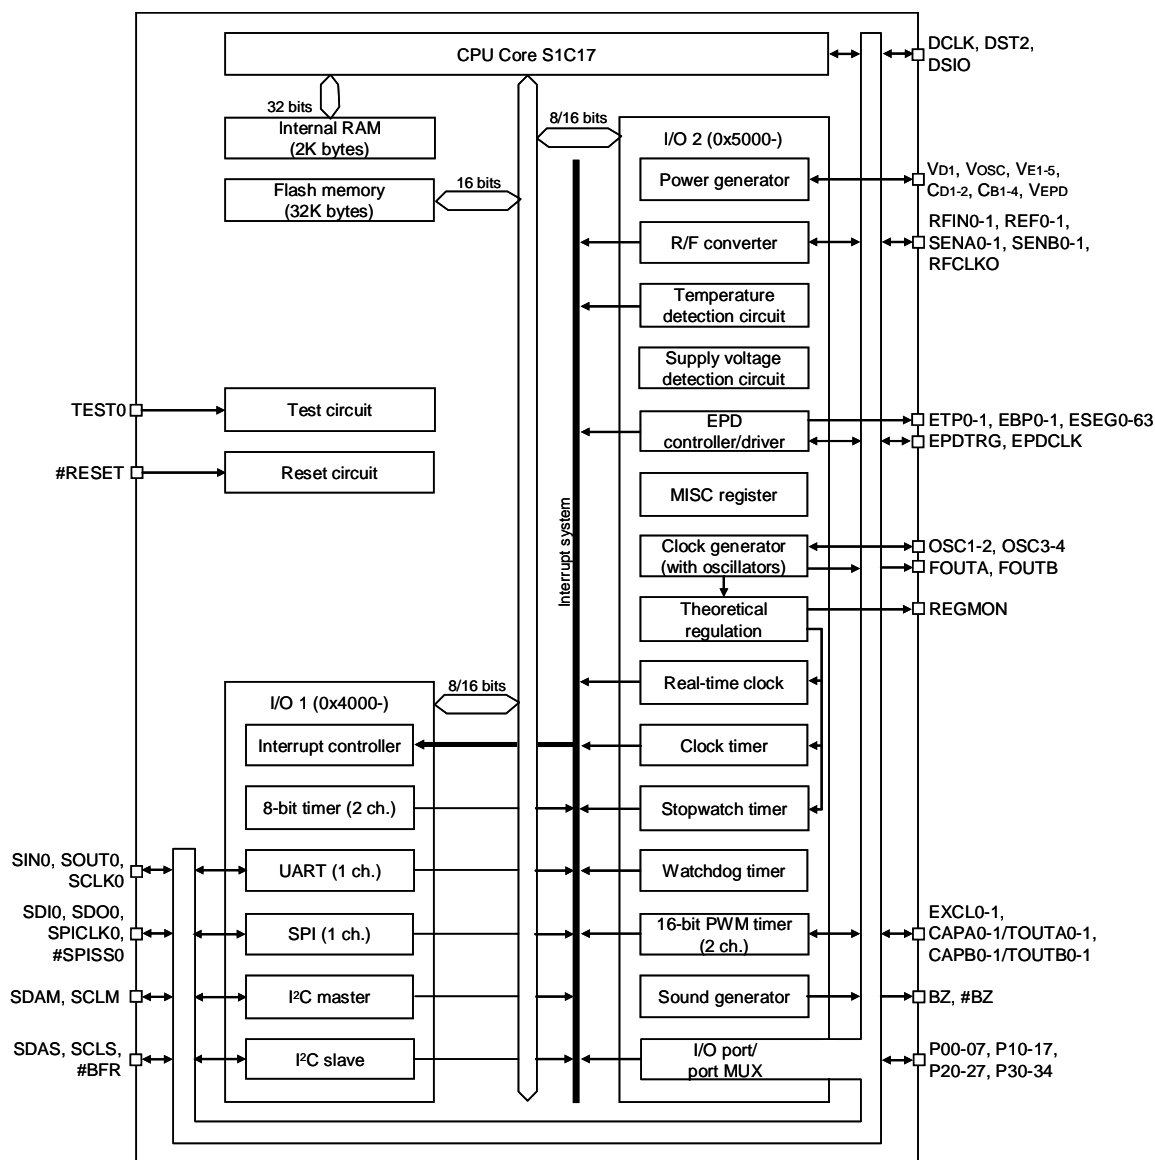 CPU Core S1C17
DCLK, DST2,
DSIO
32 bits
Internal RAM
(2K bytes)
8/16 bits
I/O 2 (0x5000-)
Flash memory
(32K bytes)
16 bits
Power generator
VD1, VOSC, VE1-5,
CD1-2, CB1-4, VEPD
R/F converter
RFIN0-1, REF0-1,
SENA0-1, SENB0-1,
RFCLKO
Temperature
detection circuit
Supply voltage
detection circuit
TEST0
Test circuit
EPD
controller/driver
ETP0-1, EBP0-1, ESEG0-63
EPDTRG, EPDCLK
#RESET
Reset circuit
MISC register
Interrupt system
Clock generator
(with oscillators)
OSC1-2, OSC3-4
FOUTA, FOUTB
Theoretical
regulation
REGMON
I/O 1 (0x4000-)
8/16 bits
Real-time clock
Interrupt controller
Clock timer
8-bit timer (2 ch.)
Stopwatch timer
SIN0, SOUT0,
SCLK0
UART (1 ch.)
Watchdog timer
SDI0, SDO0,
SPICLK0,
#SPISS0
SPI (1 ch.)
16-bit PWM timer
(2 ch.)
EXCL0-1,
CAPA0-1/TOUTA0-1,
CAPB0-1/TOUTB0-1
SDAM, SCLM
I²C master
Sound generator
BZ, #BZ
SDAS, SCLS,
#BFR
I²C slave
I/O port/
port MUX
P00-07, P10-17,
P20-27, P30-34